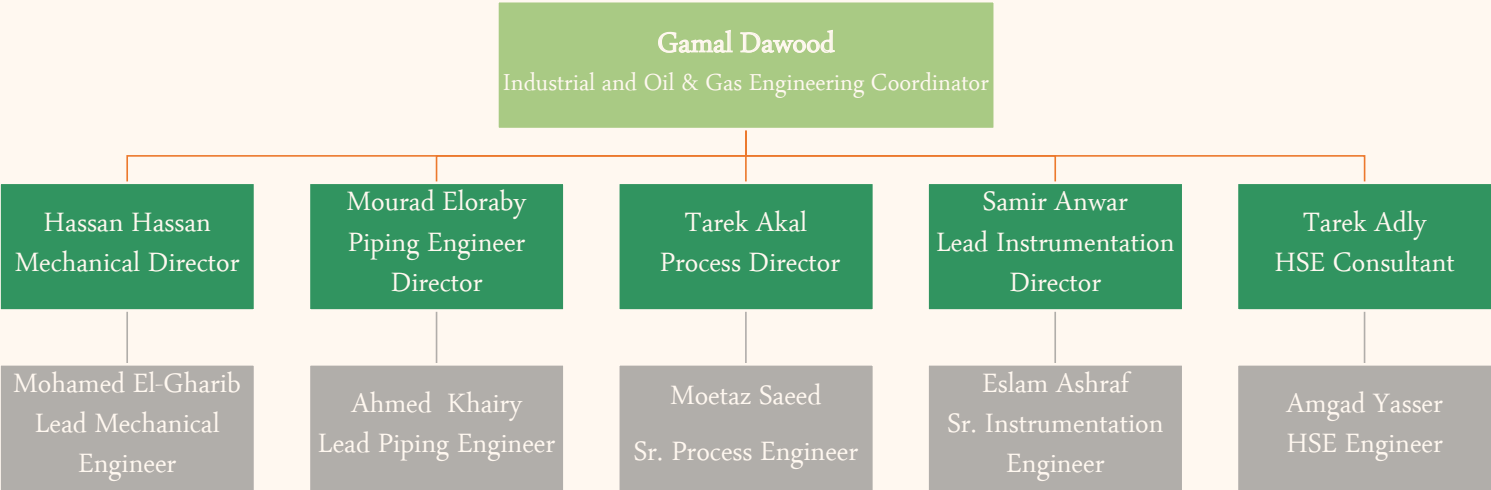 Gamal Dawood
Industrial and Oil & Gas Engineering Coordinator
Hassan Hassan
Mechanical Director
Mourad Eloraby
Piping Engineer
Director
Tarek Akal
Process Director
Samir Anwar
Lead Instrumentation
Director
Tarek Adly
HSE Consultant
Mohamed El-Gharib
Lead Mechanical
Engineer
Ahmed  Khairy
Lead Piping Engineer
Moetaz Saeed
Sr. Process Engineer
Eslam Ashraf
Sr. Instrumentation
Engineer
Amgad Yasser
HSE Engineer